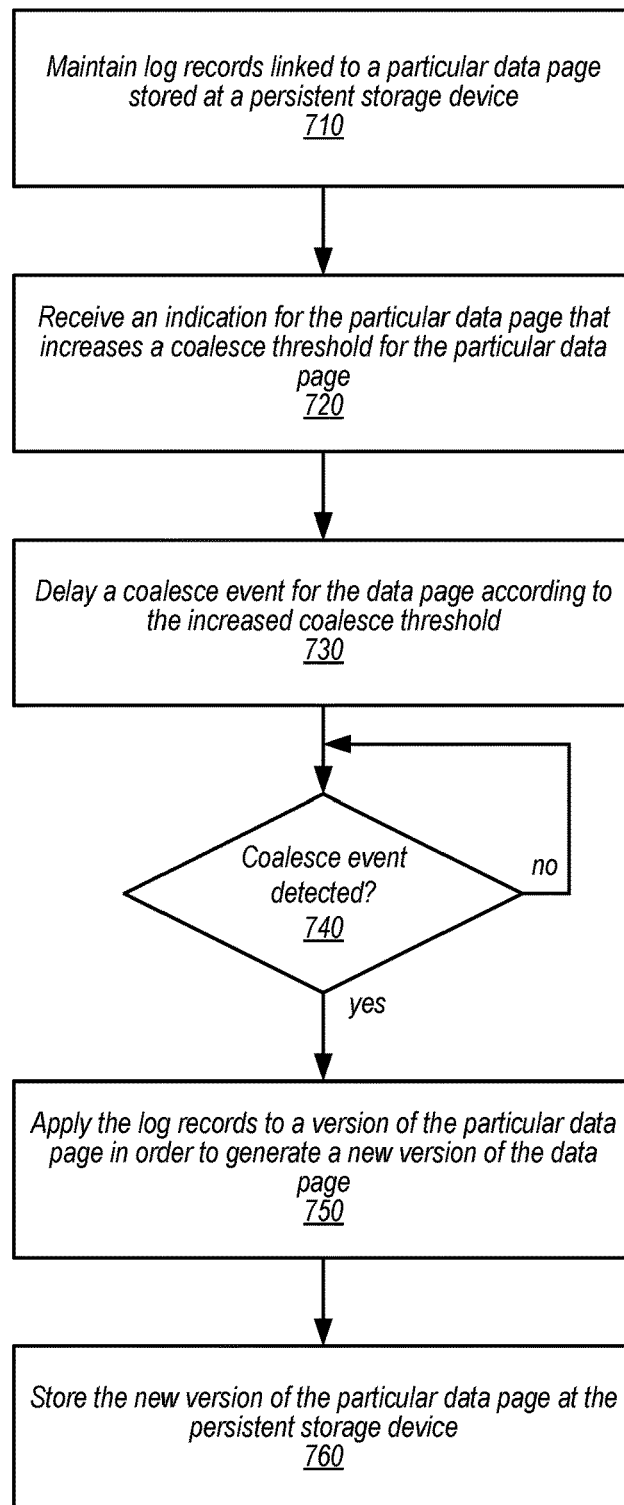 Maintain log records linked to a particular data page
stored at a persistent storage device
710
Receive an indication for the particular data page that
increases a coalesce threshold for the particular data
page
720
Delay a coalesce event for the data page according to
the increased coalesce threshold
730
Coalesce event
detected?
740
no
yes
Apply the log records to a version of the particular data
page in order to generate a new version of the data
page
750
Store the new version of the particular data page at the
persistent storage device
760